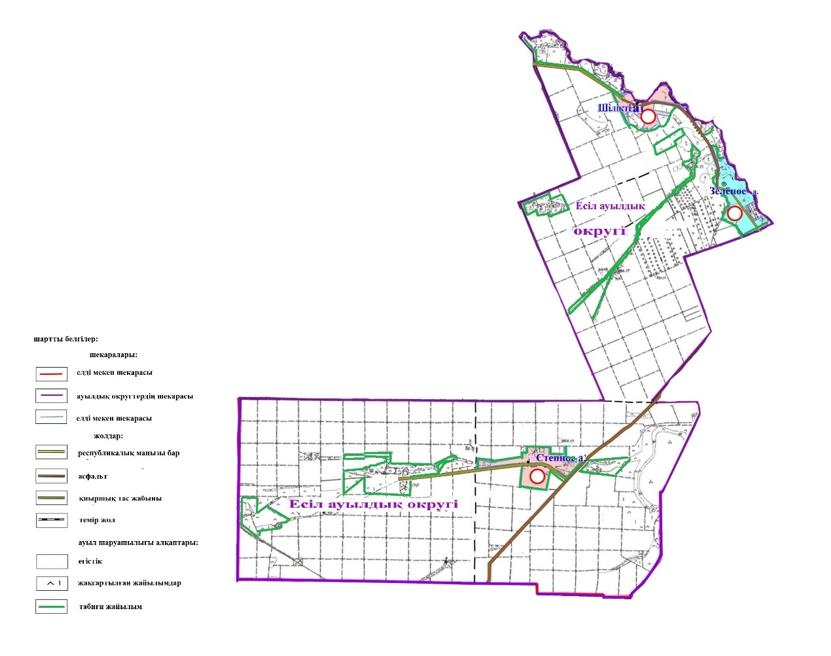 Шілікті а
Зеленое а.
Есіл ауылдық
округі
Степное а
Есіл ауылдық округі
шартты белгілер:
шекаралары:
елді мекен шекарасы
ауылдық округтердің шекарасы
елді мекен шекарасы
жолдар:
республикалық маңызы бар
асфальт
қиыршық тас жабыны
темір жол
ауыл шаруашылығы алқаптары:
егістік
жақсартылған жайылымдар
табиғи жайылым